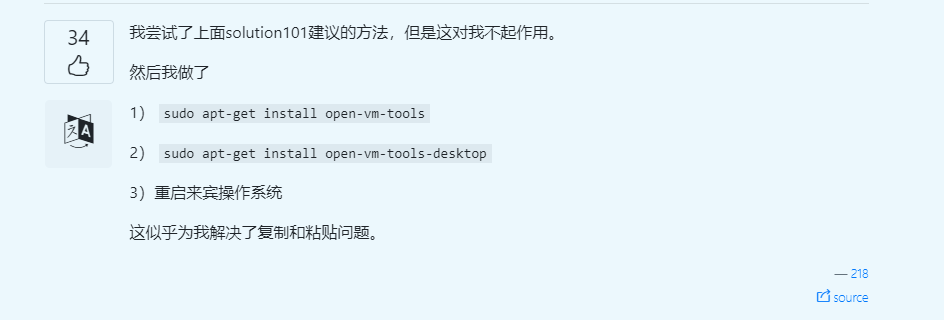 34
我尝试了上面solution101建议的方法，但是这对我不起作用。
然后我做了
1） sudo apt-get install open-vm-tools
2） sudo apt-get install open-vm-tools-desktop
3）重启来宾操作系统
这似乎为我解决了复制和粘贴问题。
— 218
source